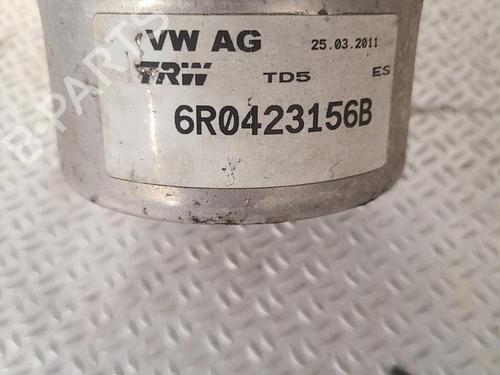 VW AG 25.03.2011
TRW TD5 ES
6R0423156B
B-PARTS